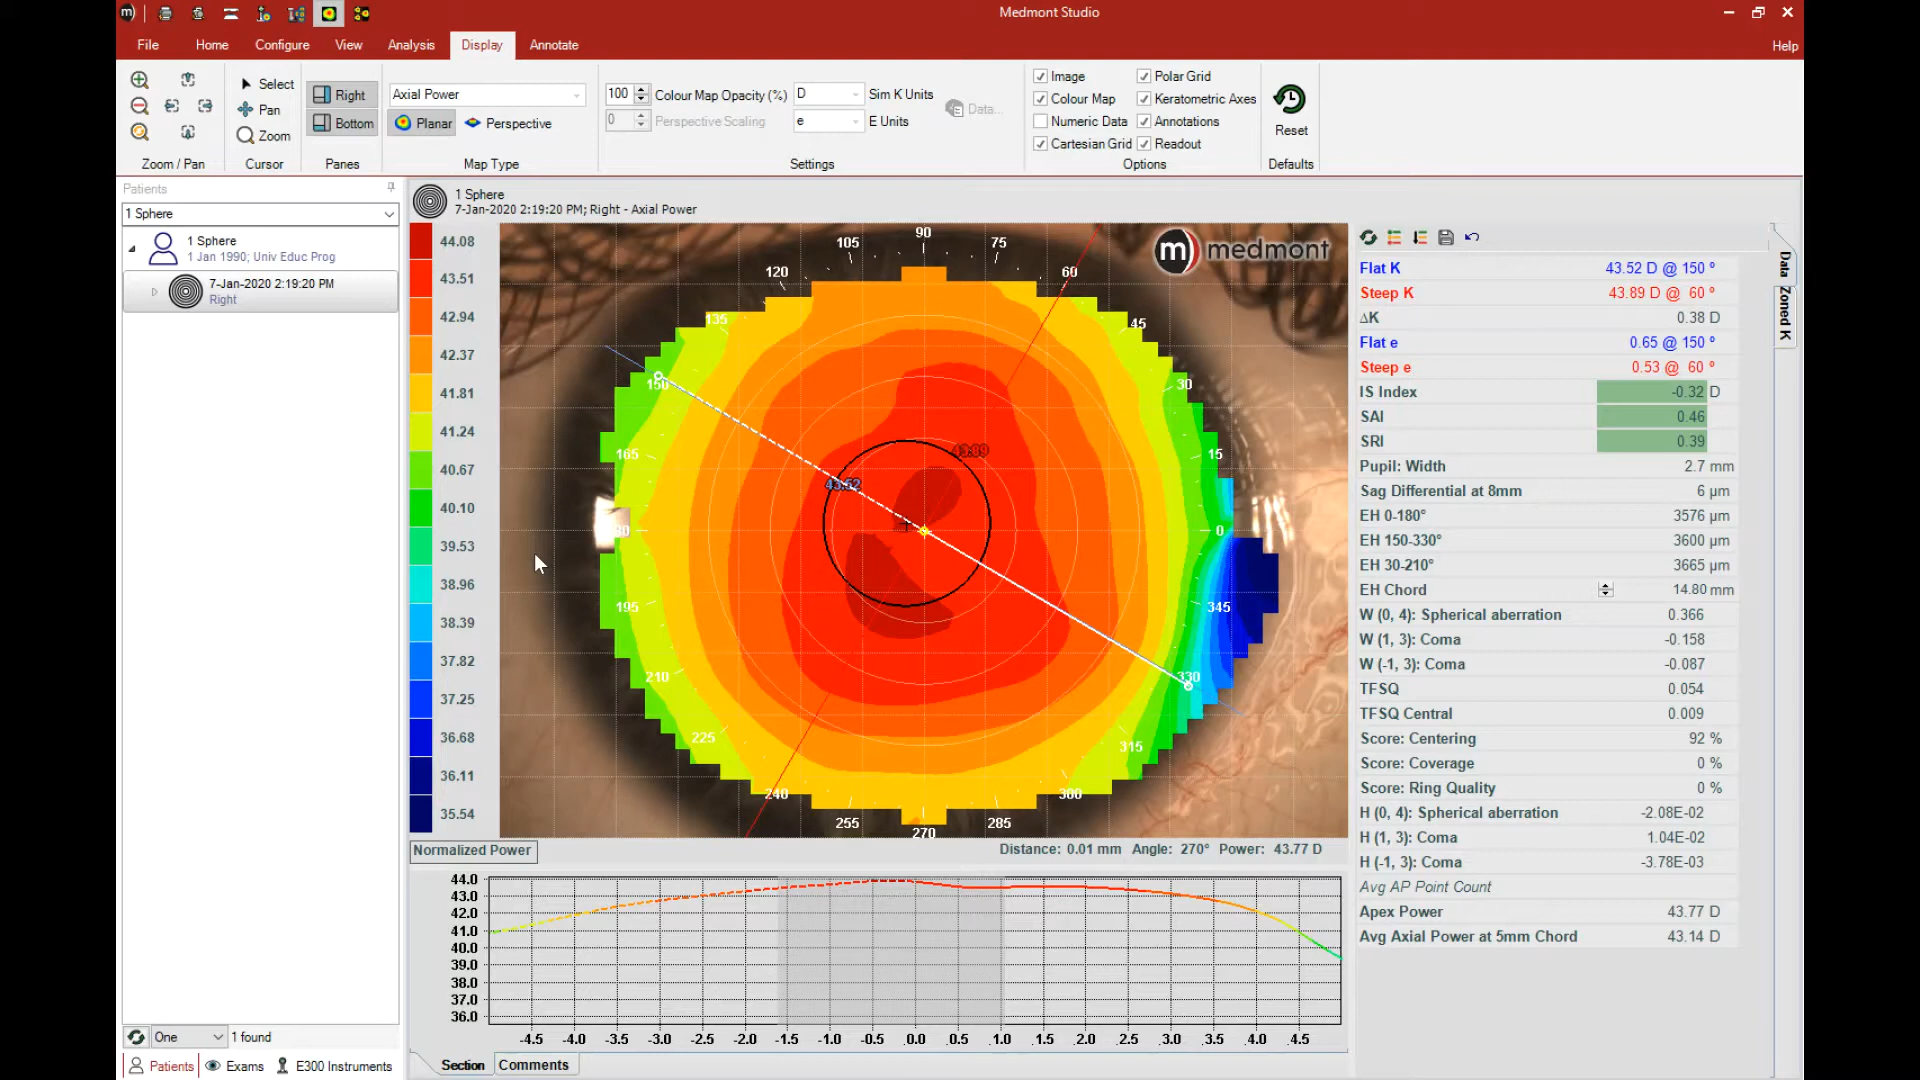 Medmont Studio
File Home Configure View Analysis Display Annotate Help
Select
Pan
Zoom
Right
Bottom
Axial Power
Planar Perspective
100 Colour Map Opacity (%)
0 Perspective Scaling
D Sim K Units
e E Units
Data...
Image
Colour Map
Numeric Data
Cartesian Grid
Polar Grid
Keratometric Axes
Annotations
Readout
Reset
Zoom / Pan Cursor Panes Map Type Settings Options Defaults
Patients
1 Sphere
1 Sphere
1 Jan 1990; Univ Educ Prog
7-Jan-2020 2:19:20 PM
Right
One 1 found
Patients Exams E300 Instruments
1 Sphere
7-Jan-2020 2:19:20 PM; Right - Axial Power
44.08
43.51
42.94
42.37
41.81
41.24
40.67
40.10
39.53
38.96
38.39
37.82
37.25
36.68
36.11
35.54
m medmont
90
105 75
120 60
135 45
150 30
165 15
43.89
43.52
80 0
195 345
210 330
225 315
240 300
255 285
270
Normalized Power
Distance: 0.01 mm Angle: 270° Power: 43.77 D
44.0
43.0
42.0
41.0
40.0
39.0
38.0
37.0
36.0
-4.5 -4.0 -3.5 -3.0 -2.5 -2.0 -1.5 -1.0 -0.5 .0.0 0.5 .1.0 .1.5 .2.0 .2.5 .3.0 .3.5 .4.0 .4.5
Section Comments
Flat K 43.52 D @ 150 °
Steep K 43.89 D @ 60 °
ΔK 0.38 D
Flat e 0.65 @ 150 °
Steep e 0.53 @ 60 °
IS Index -0.32 D
SAI 0.46
SRI 0.39
Pupil: Width 2.7 mm
Sag Differential at 8mm 6 µm
EH 0-180° 3576 µm
EH 150-330° 3600 µm
EH 30-210° 3665 µm
EH Chord 14.80 mm
W (0, 4): Spherical aberration 0.366
W (1, 3): Coma -0.158
W (-1, 3): Coma -0.087
TFSQ 0.054
TFSQ Central 0.009
Score: Centering 92 %
Score: Coverage 0 %
Score: Ring Quality 0 %
H (0, 4): Spherical aberration -2.08E-02
H (1, 3): Coma 1.04E-02
H (-1, 3): Coma -3.78E-03
Avg AP Point Count
Apex Power 43.77 D
Avg Axial Power at 5mm Chord 43.14 D
Data
Zoned K